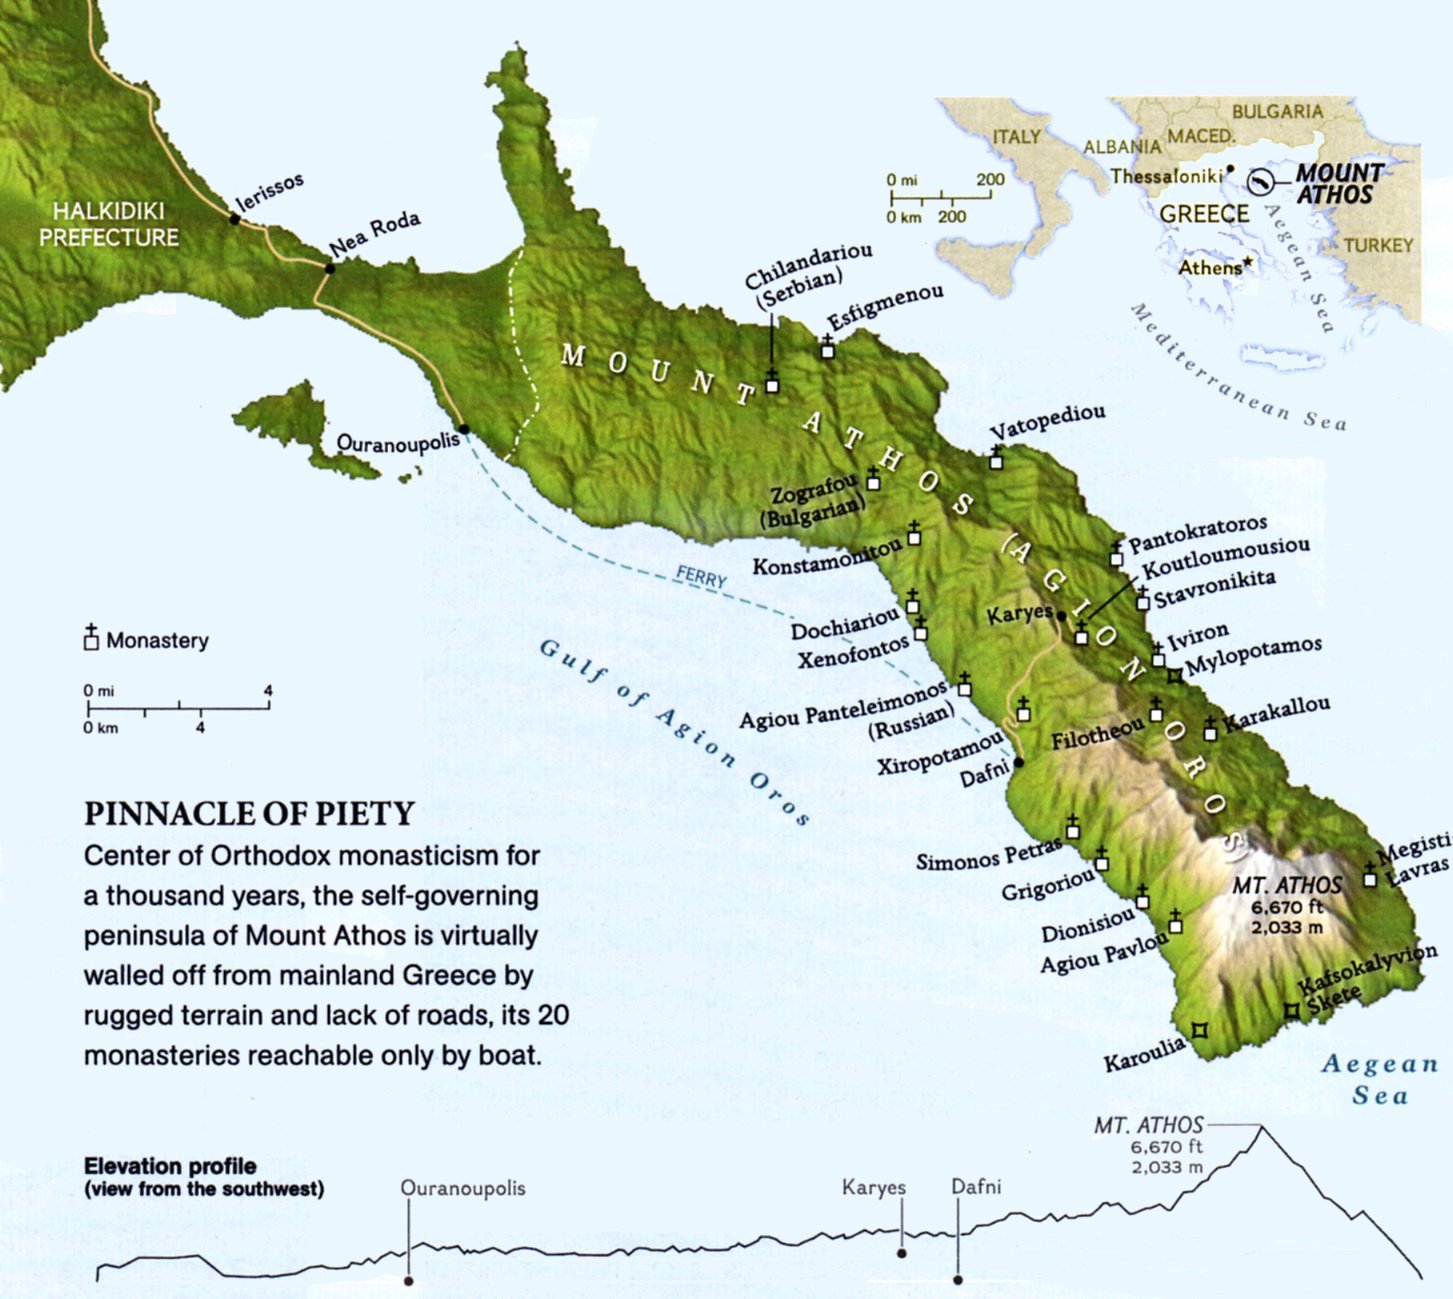 BULGARIA
ITALY
ALBANIA
MACED.
Thessaloniki
MOUNT
ATHOS
GREECE
TURKEY
Athens
Aegean Sea
Mediterranean Sea
0 mi 200
0 km 200
HALKIDIKI
PREFECTURE
Ierissos
Nea Roda
Ouranoupolis
Chilandariou
(Serbian)
Esfigmenou
MOUNT ATHOS (AGION OROS)
Vatopediou
Zografou
(Bulgarian)
Konstamonitou
Pantokratoros
Koutloumousiou
Stavronikita
FERRY
Karyes
Dochiariou
Xenofontos
Iviron
Mylopotamos
Agiou Panteleimonos
(Russian)
Xiropotamou
Dafni
Filotheou
Karakallou
Gulf of Agion Oros
Monastery
0 mi 4
0 km 4
Simonos Petras
Grigoriou
Dionisiou
Agiou Pavlou
Megisti
Lavras
MT. ATHOS
6,670 ft
2,033 m
Kafsokalyvion
Skete
Karoulia
Aegean
Sea
PINNACLE OF PIETY
Center of Orthodox monasticism for
a thousand years, the self-governing
peninsula of Mount Athos is virtually
walled off from mainland Greece by
rugged terrain and lack of roads, its 20
monasteries reachable only by boat.
Elevation profile
(view from the southwest)
Ouranoupolis
Karyes
Dafni
MT. ATHOS
6,670 ft
2,033 m